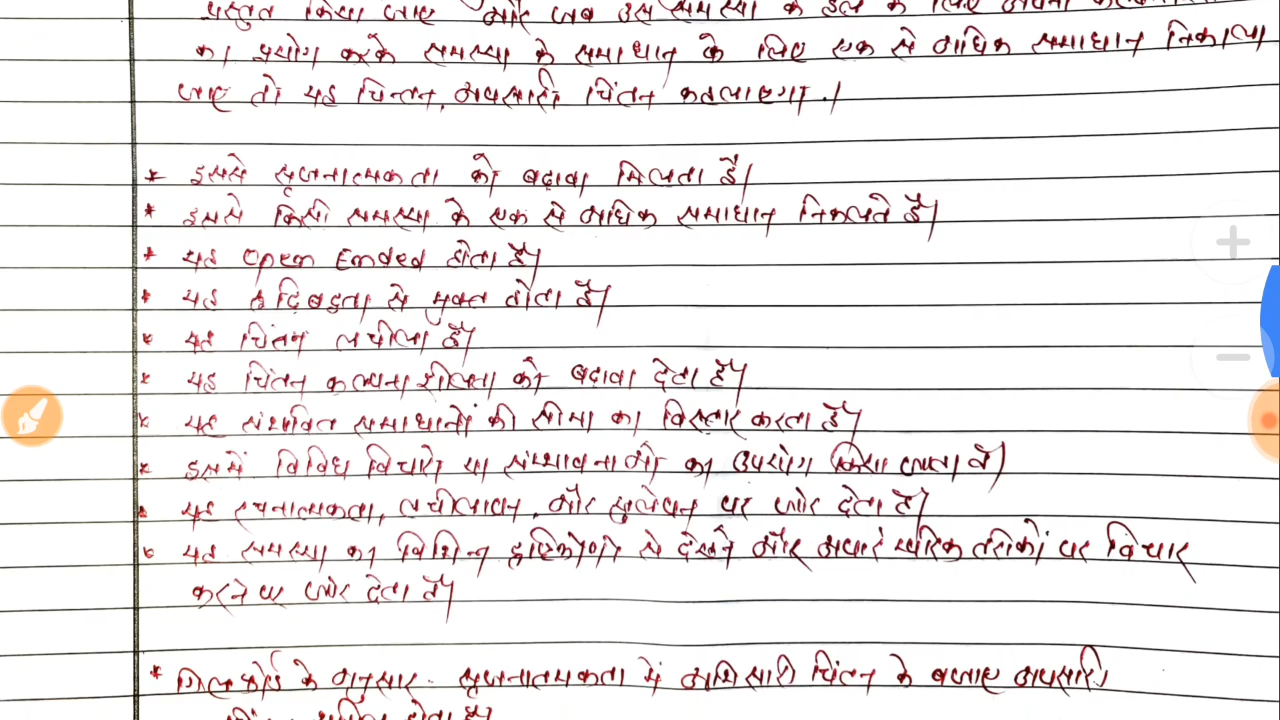 प्रस्तुत किया जाए और जब उस समस्या के हल के लिए अपनी
का प्रयोग करके समस्या के समाधान के लिए एक से अधिक समाधान निकाला
जाए तो यह चिन्तन, अपसारी चिंतन कहलाएगा।
* इससे सृजनात्मकता को बढ़ावा मिलता है।
* इससे किसी समस्या के एक से अधिक समाधान निकलते हैं।
* यह Open Ended होता है।
* यह रूढ़िबद्धता से मुक्त होता है।
* यह चिंतन लचीला है।
* यह चिंतन कल्पनाशीलता को बढ़ावा देता है।
* यह संभावित समाधानों की सीमा का विस्तार करता है।
* इसमें विविध विचारों या संभावनाओं का उपयोग किया जाता है।
* यह रचनात्मकता, लचीलापन, और खुलेपन पर जोर देता है।
* यह समस्या का विभिन्न दृष्टिकोणों से देखने और अपारंपरिक तरीकों पर विचार
करने पर जोर देता है।
* गिलफोर्ड के अनुसार - सृजनात्मकता में अभिसारी चिंतन के बजाए अपसारी
चिंतन शामिल होता है।